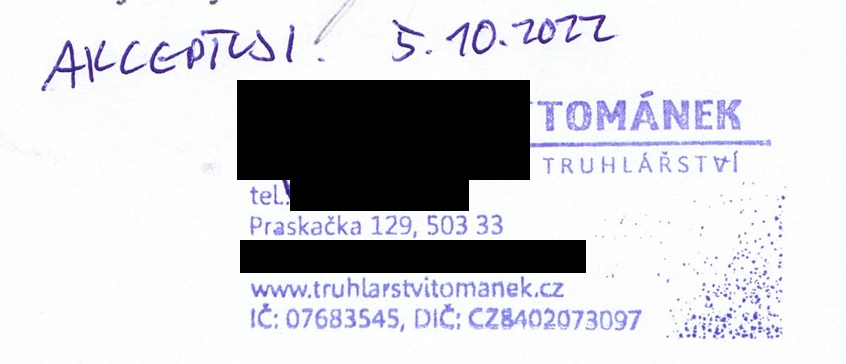 AKCEPTUJI! 5.10.2022
TOMÁNEK
TRUHLÁŘSTVÍ
tel.:
Praskačka 129, 503 33
www.truhlarstvitomanek.cz
IČ: 07683545, DIČ: CZ8402073097